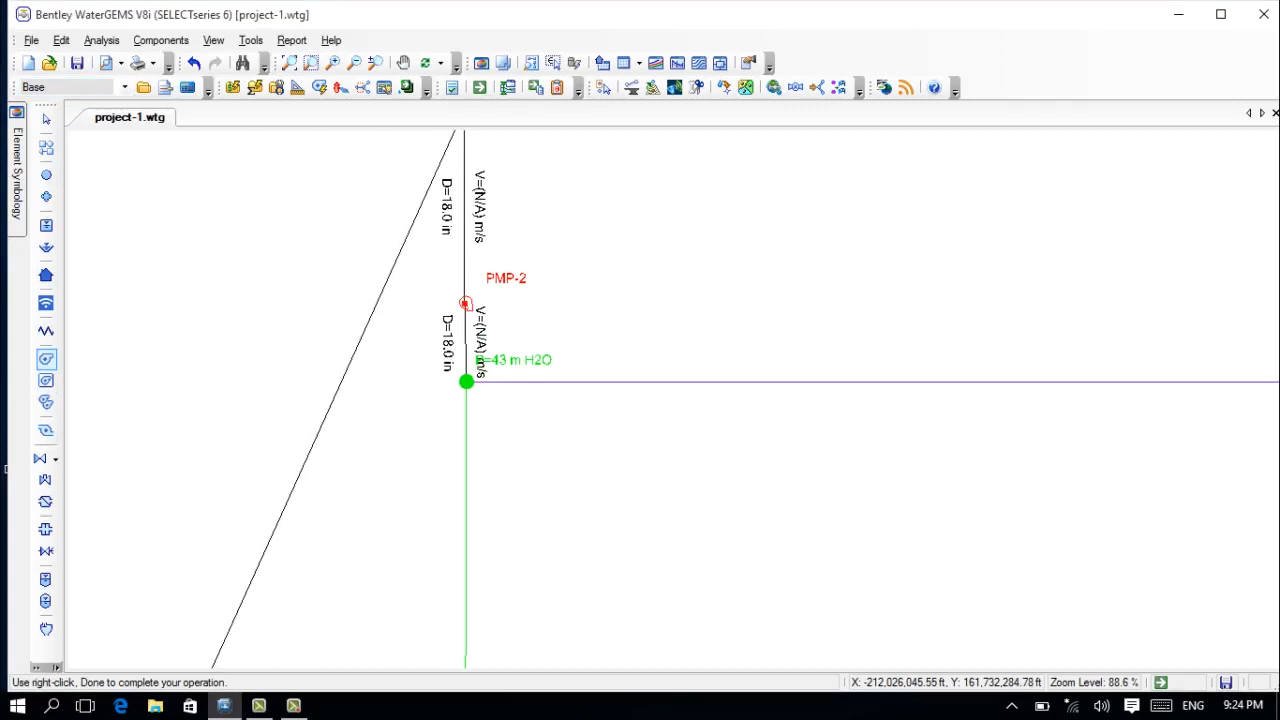 Bentley WaterGEMS V8i (SELECTseries 6) [project-1.wtg]
File Edit Analysis Components View Tools Report Help
Base
project-1.wtg
Element Symbology
D=18.0 in
V=(N/A) m/s
PMP-2
D=18.0 in
V=(N/A) m/s
=43 m H2O
Use right-click, Done to complete your operation.
X: -212,026,045.55 ft, Y: 161,732,284.78 ft Zoom Level: 88.6 %
ENG 9:24 PM